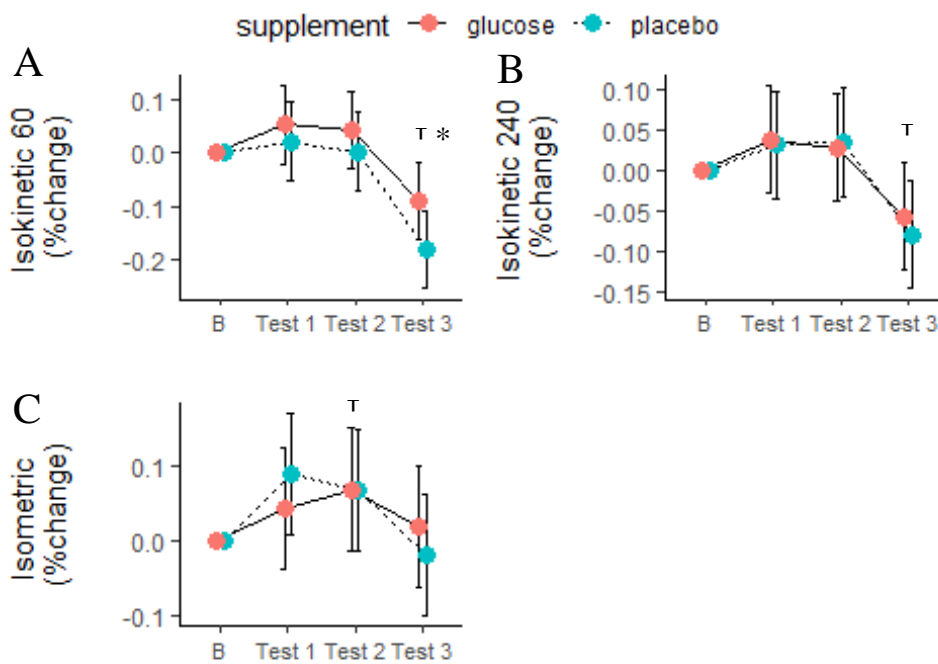 supplement glucose placebo
A
Isokinetic 60
(%change)
0.1
0.0
-0.1
-0.2
T *
B Test 1 Test 2 Test 3
B
Isokinetic 240
(%change)
0.10
0.05
0.00
-0.05
-0.10
-0.15
T
B Test 1 Test 2 Test 3
C
Isometric
(%change)
0.1
0.0
-0.1
T
B Test 1 Test 2 Test 3